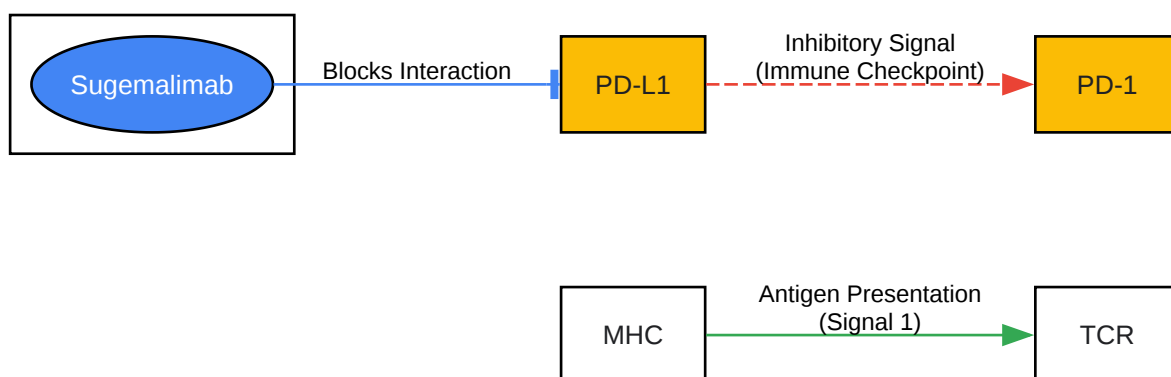 Sugemalimab
Blocks Interaction
PD-L1
Inhibitory Signal
(Immune Checkpoint)
PD-1
MHC
Antigen Presentation
(Signal 1)
TCR